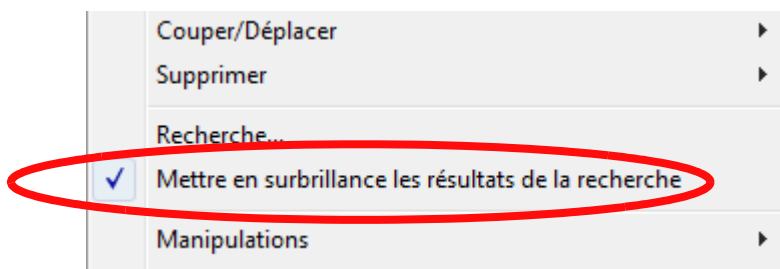 Couper/Déplacer
Supprimer
Recherche...
Mettre en surbrillance les résultats de la recherche
Manipulations